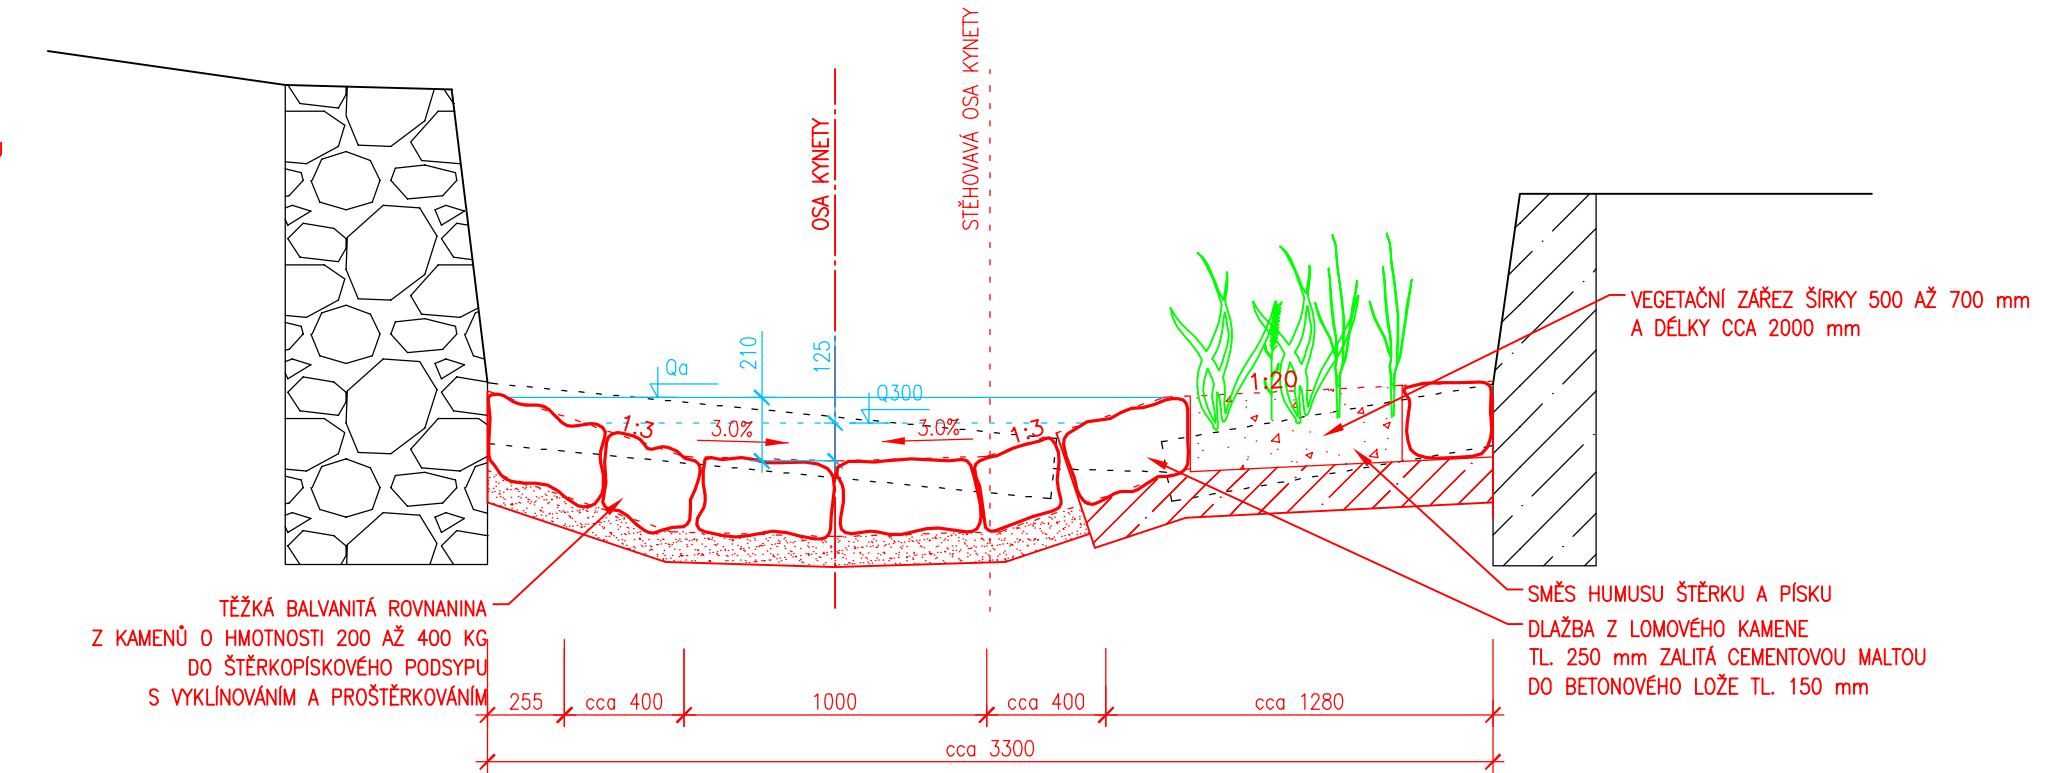 OSA KYNETY
STĚHOVAVÁ OSA KYNETY
VEGETAČNÍ ZÁŘEZ ŠÍRKY 500 AŽ 700 mm
A DÉLKY CCA 2000 mm
210
125
Qa
Q300
1:20
1:3
3.0%
3.0%
1:3
SMĚS HUMUSU ŠTĚRKU A PÍSKU
DLAŽBA Z LOMOVÉHO KAMENE
TL. 250 mm ZALITÁ CEMENTOVOU MALTOU
DO BETONOVÉHO LOŽE TL. 150 mm
TĚŽKÁ BALVANITÁ ROVNANINA
Z KAMENŮ O HMOTNOSTI 200 AŽ 400 KG
DO ŠTĚRKOPÍSKOVÉHO PODSYPU
S VYKLÍNOVÁNÍM A PROŠTĚRKOVÁNÍM
255
cca 400
1000
cca 400
cca 1280
cca 3300